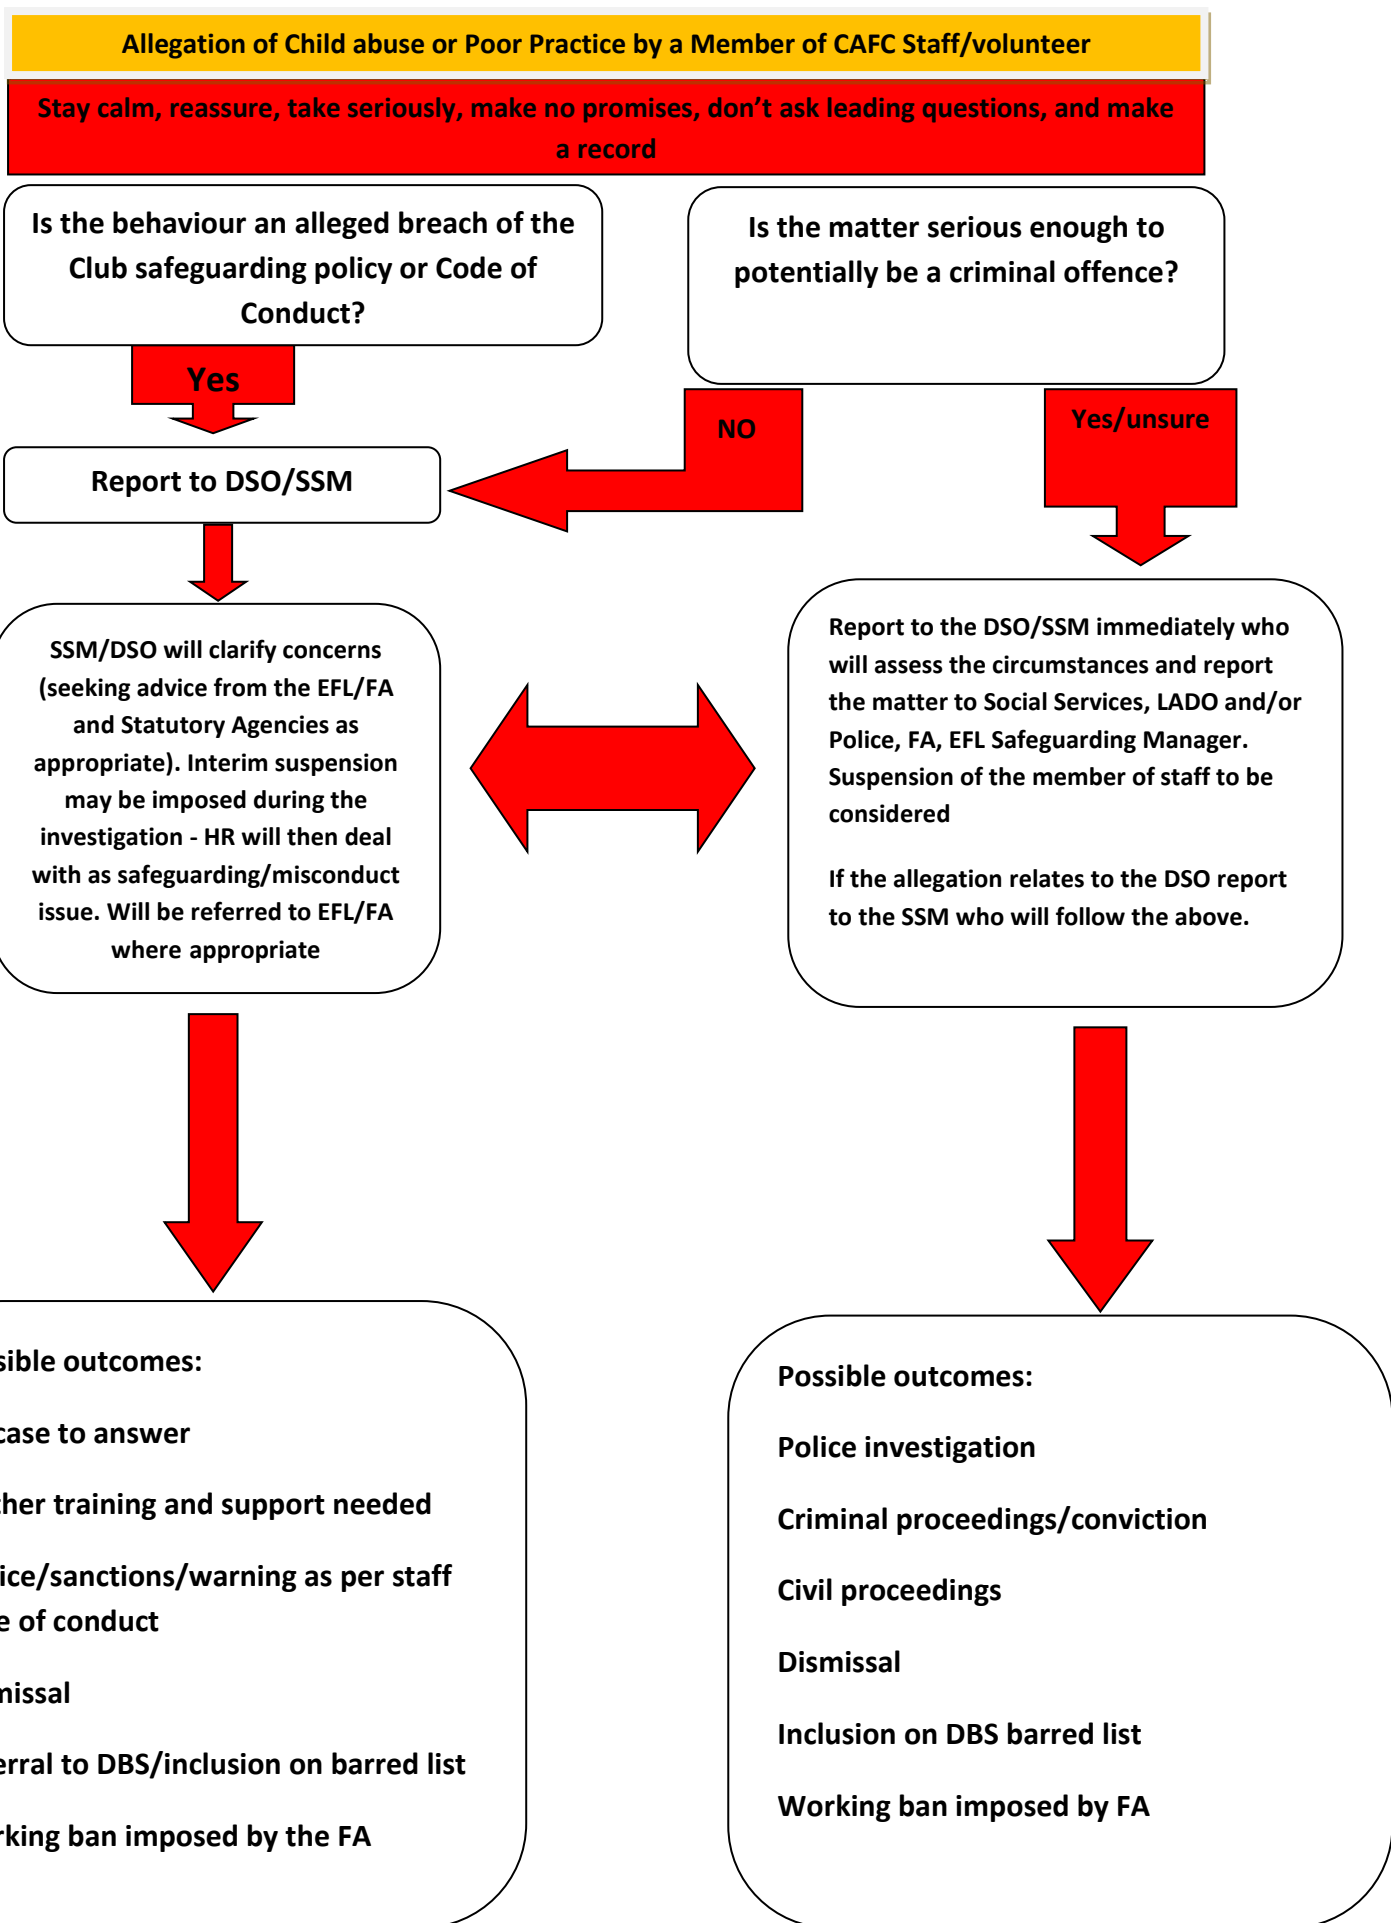 Allegation of Child abuse or Poor Practice by a Member of CAFC Staff/volunteer
Stay calm, reassure, take seriously, make no promises, don't ask leading questions, and make
a record
Is the behaviour an alleged breach of the
Club safeguarding policy or Code of
Conduct?
Is the matter serious enough to
potentially be a criminal offence?
Yes
NO
Yes/unsure
Report to DSO/SSM
SSM/DSO will clarify concerns
(seeking advice from the EFL/FA
and Statutory Agencies as
appropriate). Interim suspension
may be imposed during the
investigation - HR will then deal
with as safeguarding/misconduct
issue. Will be referred to EFL/FA
where appropriate
Report to the DSO/SSM immediately who
will assess the circumstances and report
the matter to Social Services, LADO and/or
Police, FA, EFL Safeguarding Manager.
Suspension of the member of staff to be
considered
If the allegation relates to the DSO report
to the SSM who will follow the above.
sible outcomes:
case to answer
ther training and support needed
ice/sanctions/warning as per staff
e of conduct
missal
erral to DBS/inclusion on barred list
rking ban imposed by the FA
Possible outcomes:
Police investigation
Criminal proceedings/conviction
Civil proceedings
Dismissal
Inclusion on DBS barred list
Working ban imposed by FA